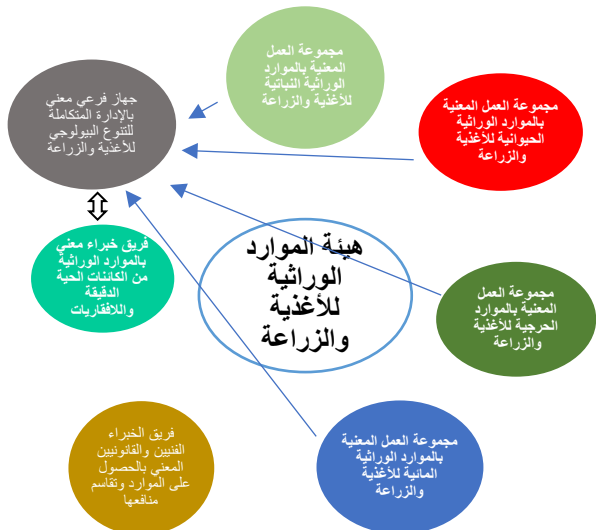 مجموعة العمل
المعنية بالموارد
الوراثية النباتية
للأغذية والزراعة
جهاز فرعي معني
بالإدارة المتكاملة
للتنوع البيولوجي
للأغذية والزراعة
مجموعة العمل المعنية
بالموارد الوراثية
الحيوانية للأغذية
والزراعة
فريق خبراء معني
بالموارد الوراثية
من الكائنات الحية
الدقيقة
واللافقاريات
هيئة الموارد
الوراثية
للأغذية
والزراعة
مجموعة العمل
المعنية بالموارد
الحرجية للأغذية
والزراعة
فريق الخبراء
الفنيين والقانونيين
المعني بالحصول
على الموارد وتقاسم
منافعها
مجموعة العمل المعنية
بالموارد الوراثية
المائية للأغذية
والزراعة